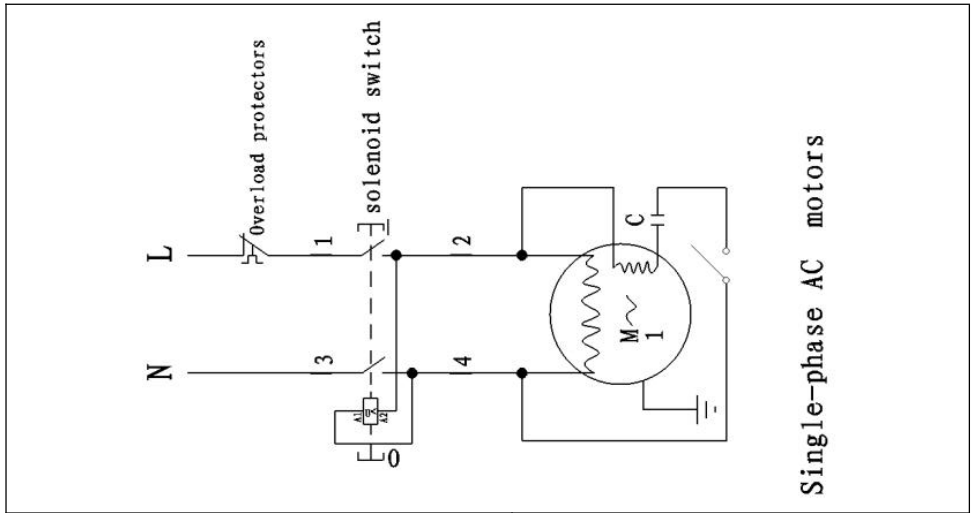 N
L
Overload protectors
3
1
A1
A2
solenoid switch
0
4
2
M
1
C
Single-phase AC motors